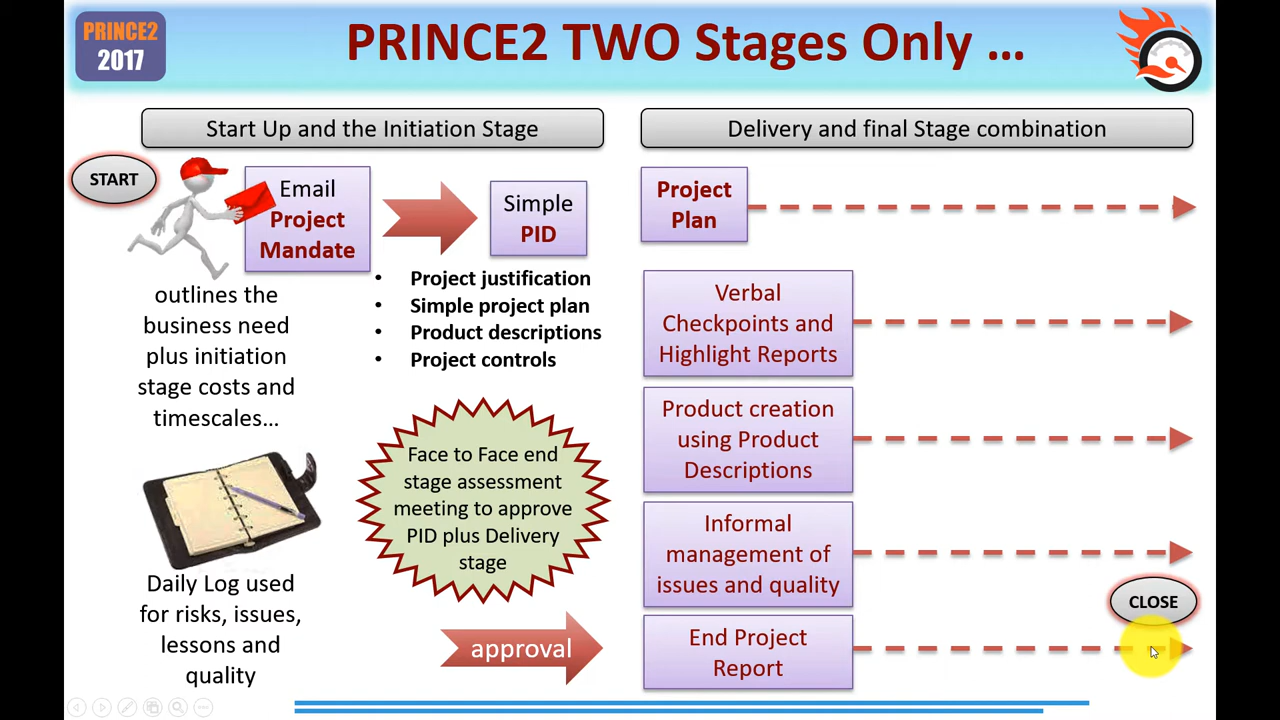 PRINCE2
2017
PRINCE2 TWO Stages Only ...
Start Up and the Initiation Stage
START
Email
Project
Mandate
Simple
PID
outlines the
business need
plus initiation
stage costs and
timescales...
• Project justification
• Simple project plan
• Product descriptions
• Project controls
Face to Face end
stage assessment
meeting to approve
PID plus Delivery
stage
Daily Log used
for risks, issues,
lessons and
quality
approval
Delivery and final Stage combination
Project
Plan
Verbal
Checkpoints and
Highlight Reports
Product creation
using Product
Descriptions
Informal
management of
issues and quality
End Project
Report
CLOSE